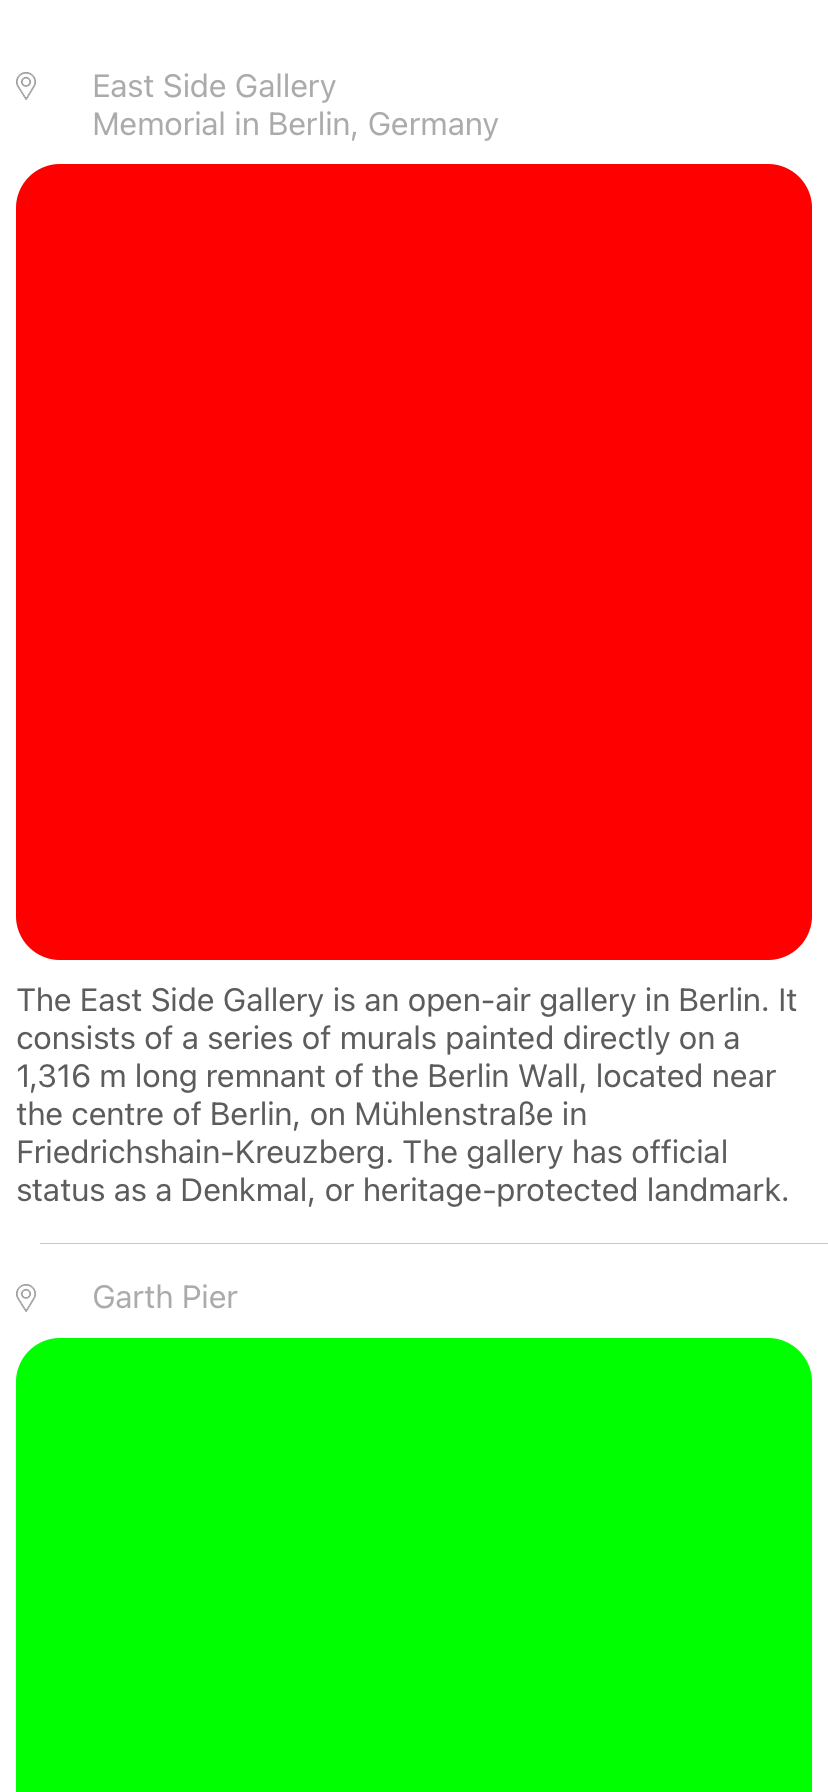 East Side Gallery
Memorial in Berlin, Germany
The East Side Gallery is an open-air gallery in Berlin. It
consists of a series of murals painted directly on a
1,316 m long remnant of the Berlin Wall, located near
the centre of Berlin, on Mühlenstraße in
Friedrichshain-Kreuzberg. The gallery has official
status as a Denkmal, or heritage-protected landmark.
Garth Pier